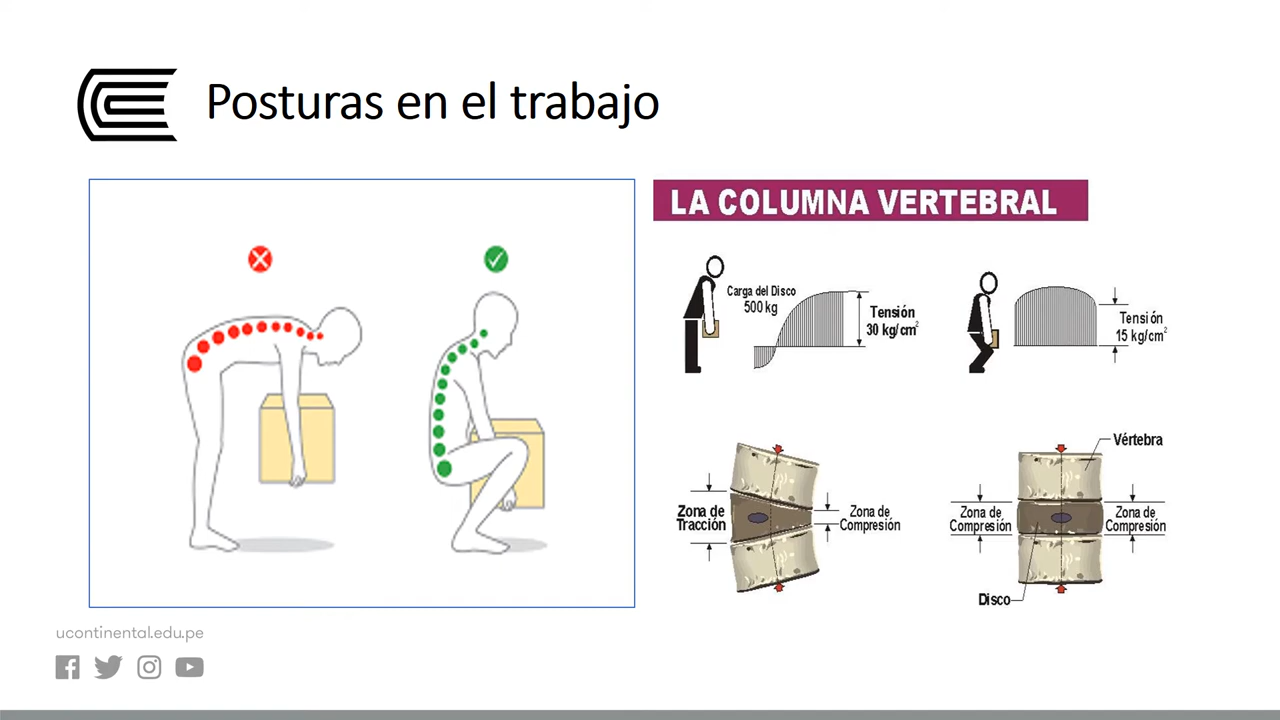 Posturas en el trabajo
LA COLUMNA VERTEBRAL
Carga del Disco
500 kg
Tensión
30 kg/cm²
Tensión
15 kg/cm²
Zona de
Tracción
Zona de
Compresión
Vértebra
Zona de
Compresión
Zona de
Compresión
Disco
ucontinental.edu.pe